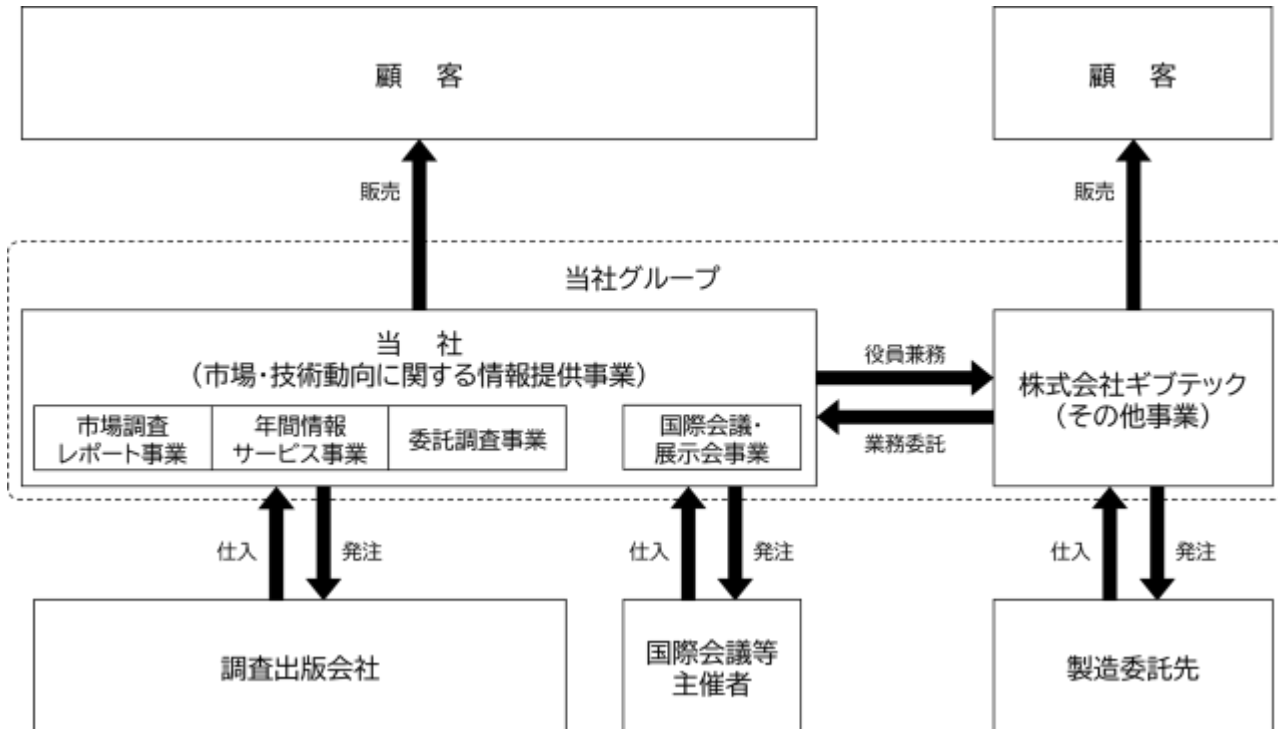 顧 客
顧 客
販売
販売
当社グループ
当 社
（市場・技術動向に関する情報提供事業）
市場調査
レポート事業
年間情報
サービス事業
委託調査事業
国際会議・
展示会事業
役員兼務
業務委託
株式会社ギブテック
（その他事業）
仕入
発注
仕入
発注
仕入
発注
調査出版会社
国際会議等
主催者
製造委託先